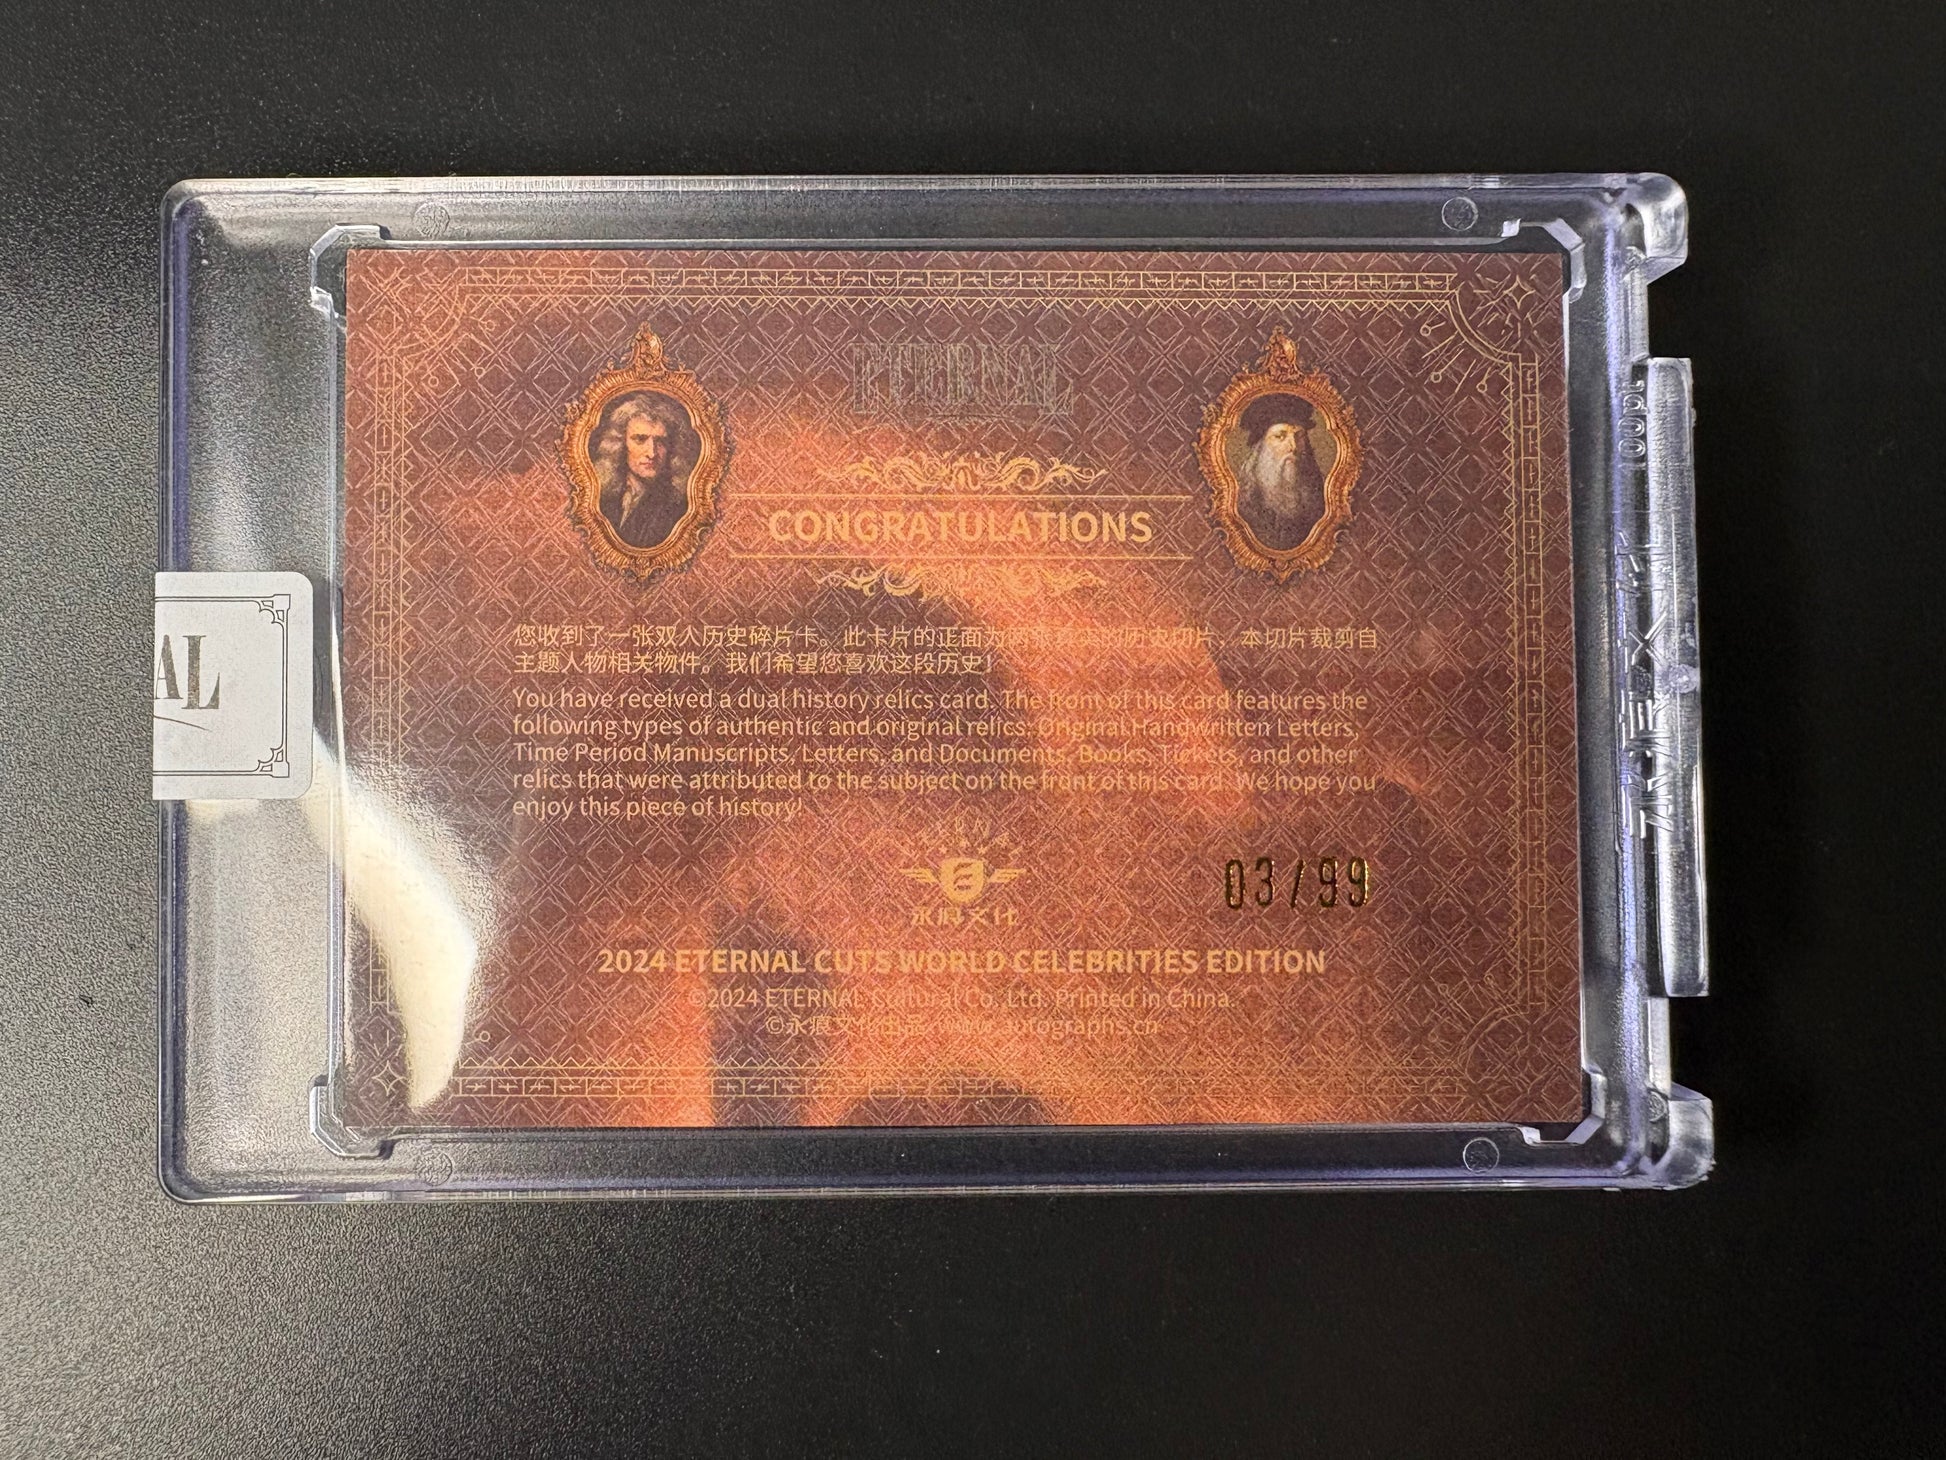 ETERNAL
CONGRATULATIONS
您收到了一张双人历史碎片卡。此卡片的正面为 历史切片,本切片裁剪自
主题人物相关物件。我们希望您喜欢这段历史!
You have received a dual history relics card. The front of this card features the
following types of authentic and original relics: Original Handwritten Letters,
Time Period Manuscripts, Letters, and Documents, Books, Tickets, and other
relics that were attributed to the subject on the front of this card. We hope you
enjoy this piece of history!
永痕文化
03/99
2024 ETERNAL CUTS WORLD CELEBRITIES EDITION
©2024 ETERNAL Cultural Co., Ltd. Printed in China.
©永痕文化出品 www.autographs.cn
AL
100pt